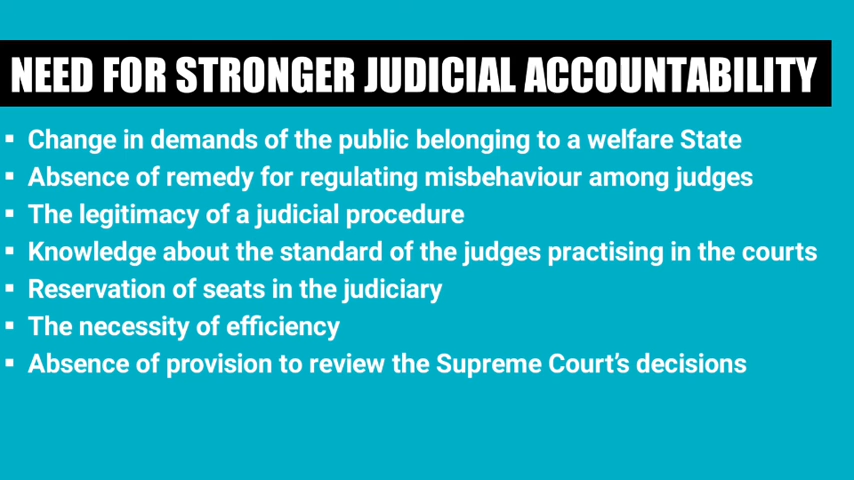 NEED FOR STRONGER JUDICIAL ACCOUNTABILITY
▪ Change in demands of the public belonging to a welfare State
▪ Absence of remedy for regulating misbehaviour among judges
▪ The legitimacy of a judicial procedure
▪ Knowledge about the standard of the judges practising in the courts
▪ Reservation of seats in the judiciary
▪ The necessity of efficiency
▪ Absence of provision to review the Supreme Court's decisions